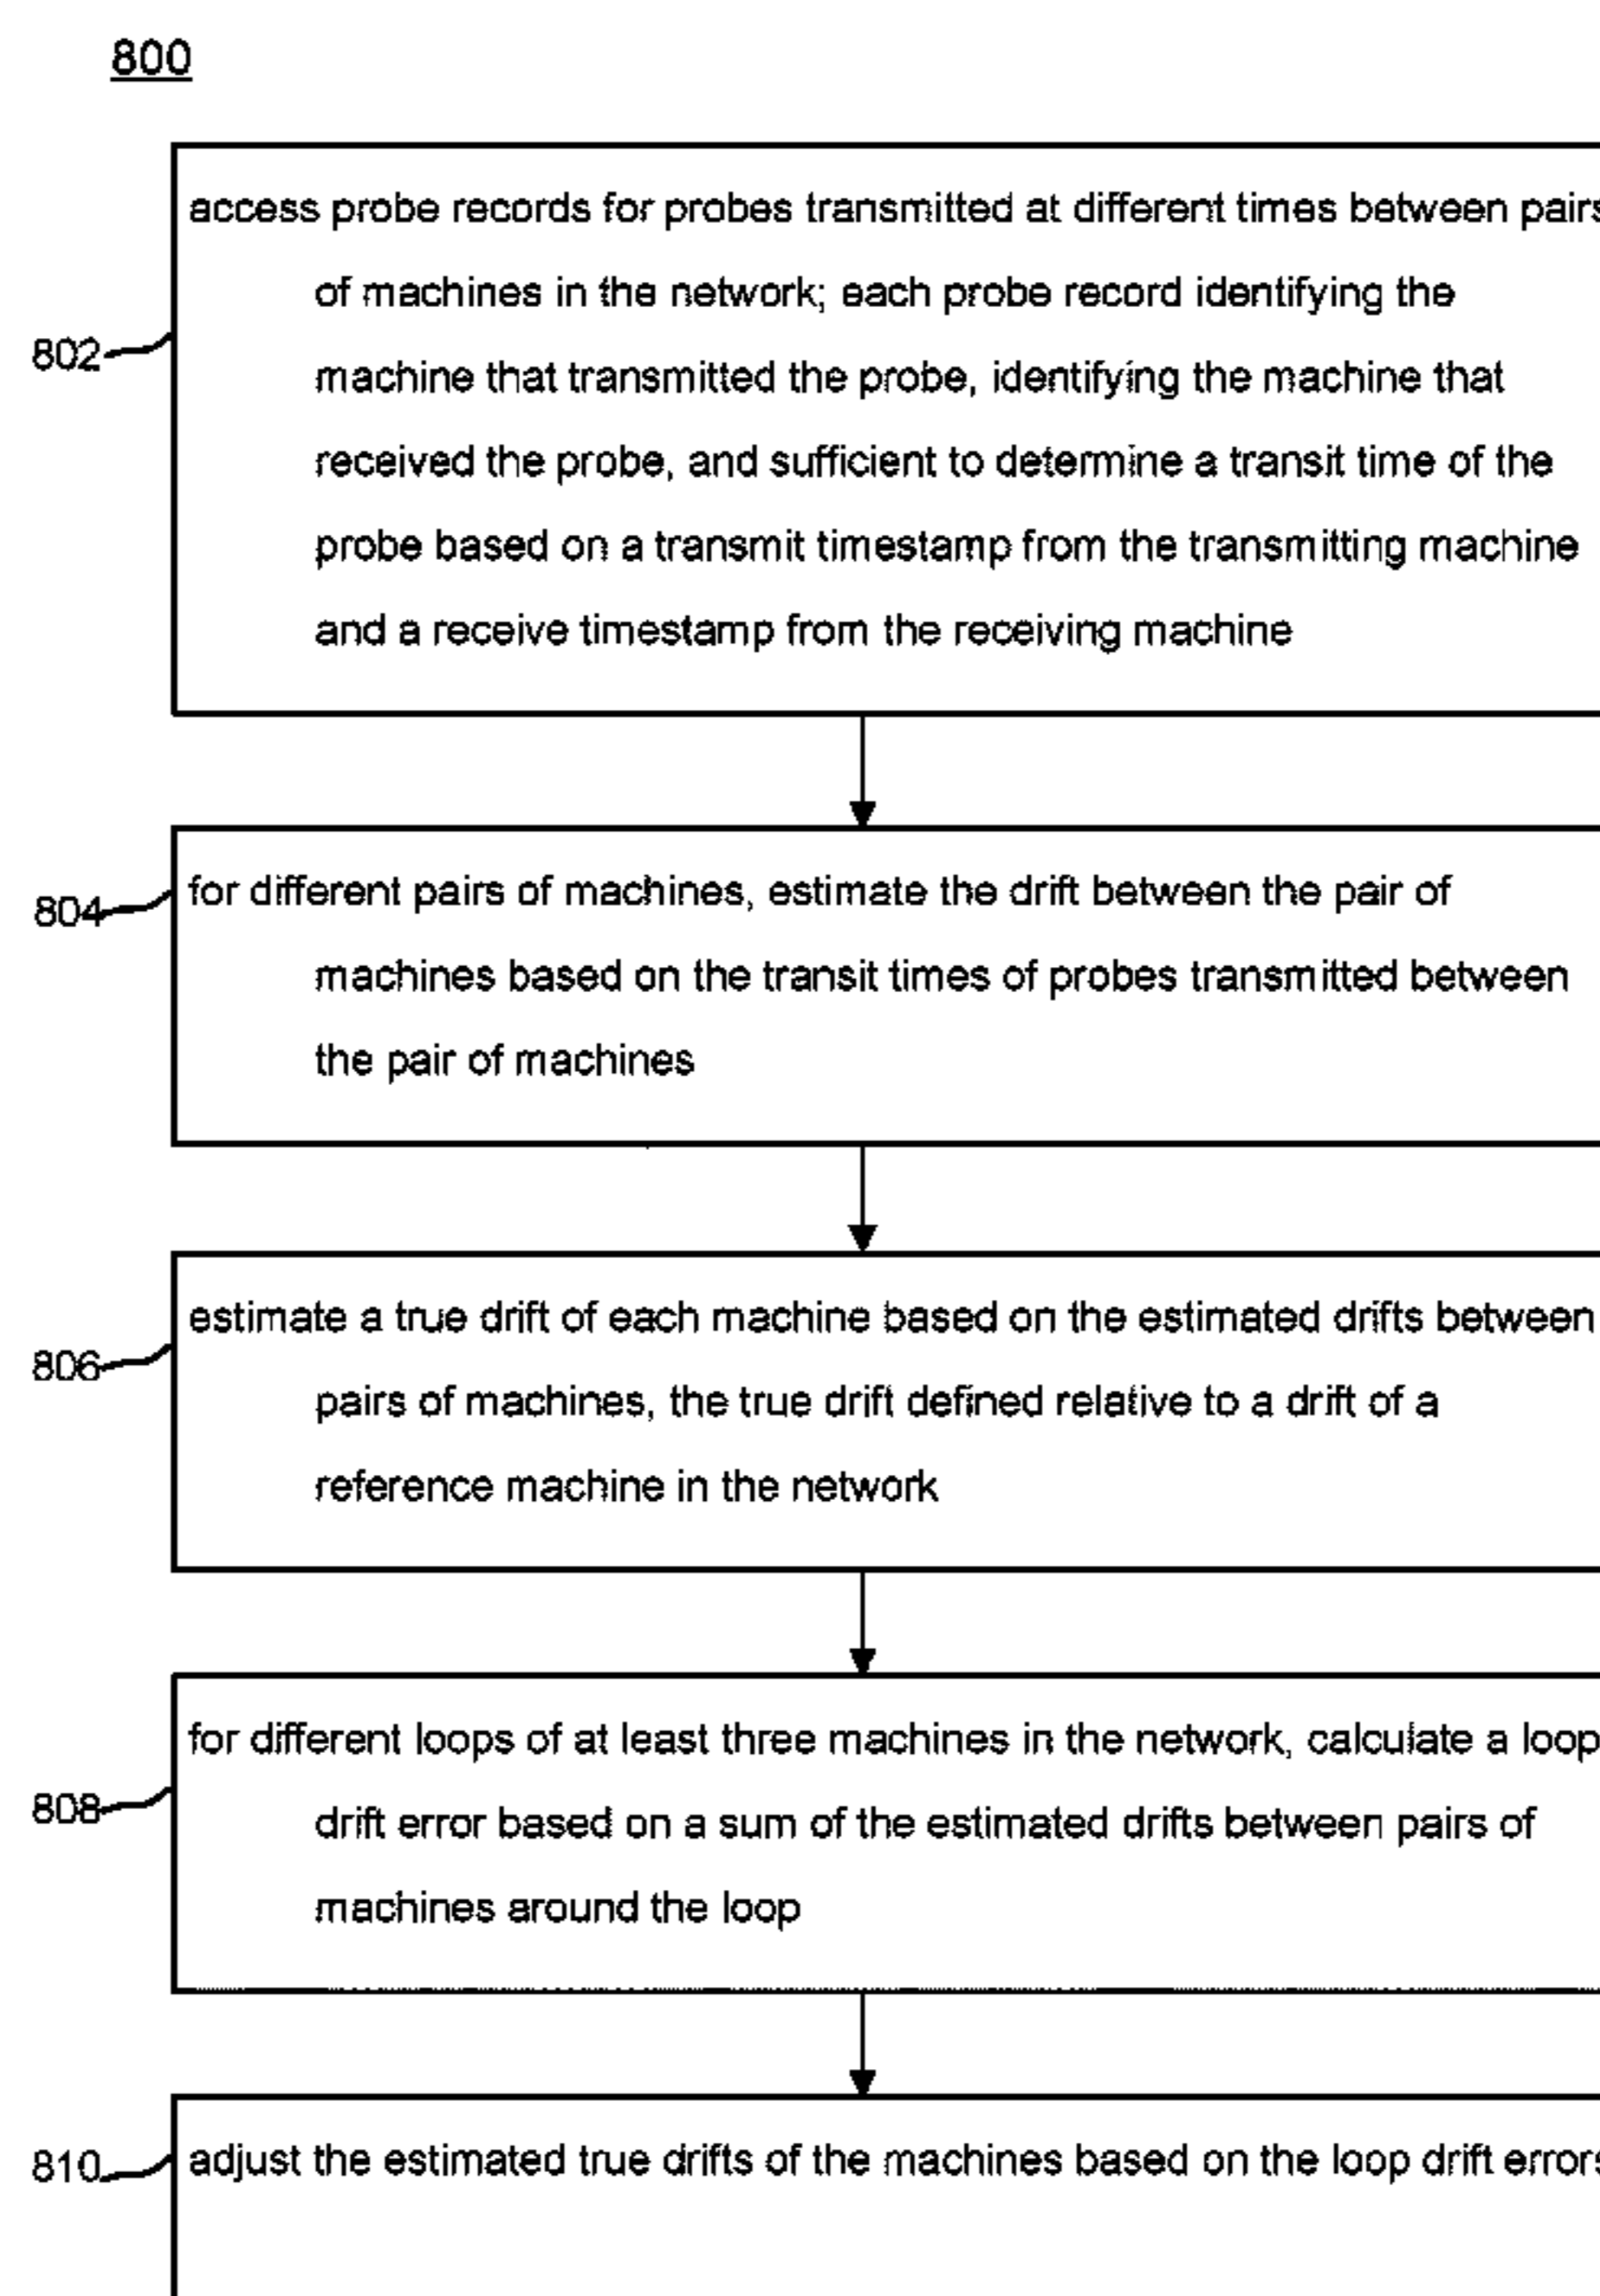 800
802
access probe records for probes transmitted at different times between pairs
of machines in the network; each probe record identifying the
machine that transmitted the probe, identifying the machine that
received the probe, and sufficient to determine a transit time of the
probe based on a transmit timestamp from the transmitting machine
and a receive timestamp from the receiving machine
804
for different pairs of machines, estimate the drift between the pair of
machines based on the transit times of probes transmitted between
the pair of machines
806
estimate a true drift of each machine based on the estimated drifts between
pairs of machines, the true drift defined relative to a drift of a
reference machine in the network
808
for different loops of at least three machines in the network, calculate a loop
drift error based on a sum of the estimated drifts between pairs of
machines around the loop
810
adjust the estimated true drifts of the machines based on the loop drift errors